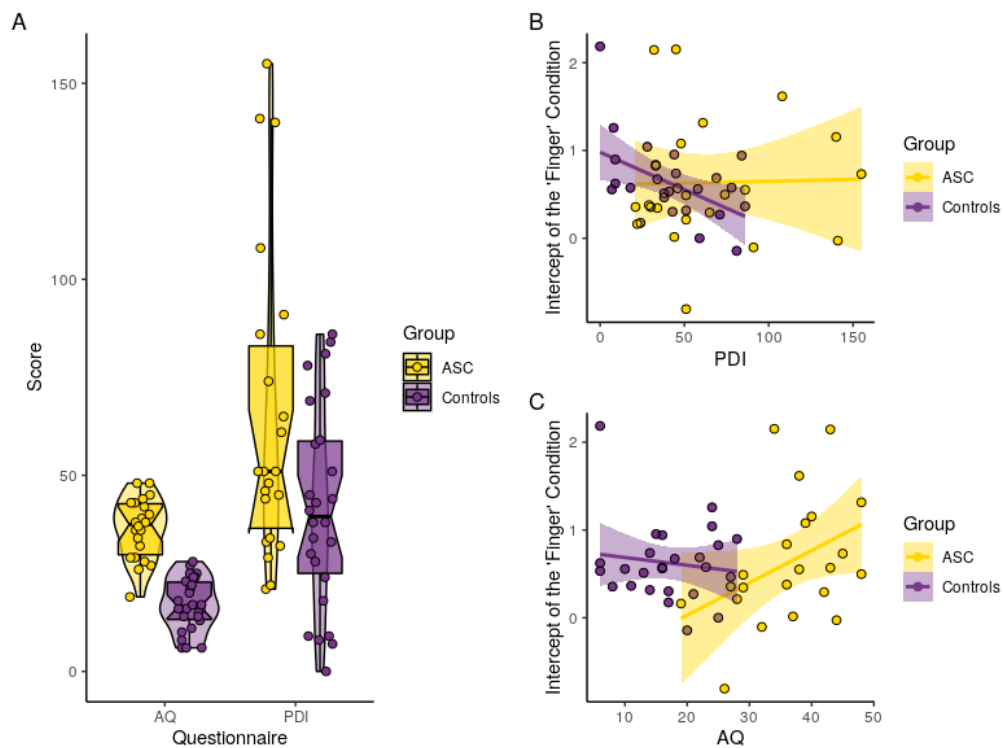 A
150
100
50
0
Score
AQ
PDI
Questionnaire
Group
ASC
Controls
B
2
1
0
Intercept of the 'Finger' Condition
0
50
100
150
PDI
Group
ASC
Controls
C
2
1
0
Intercept of the 'Finger' Condition
10
20
30
40
50
AQ
Group
ASC
Controls